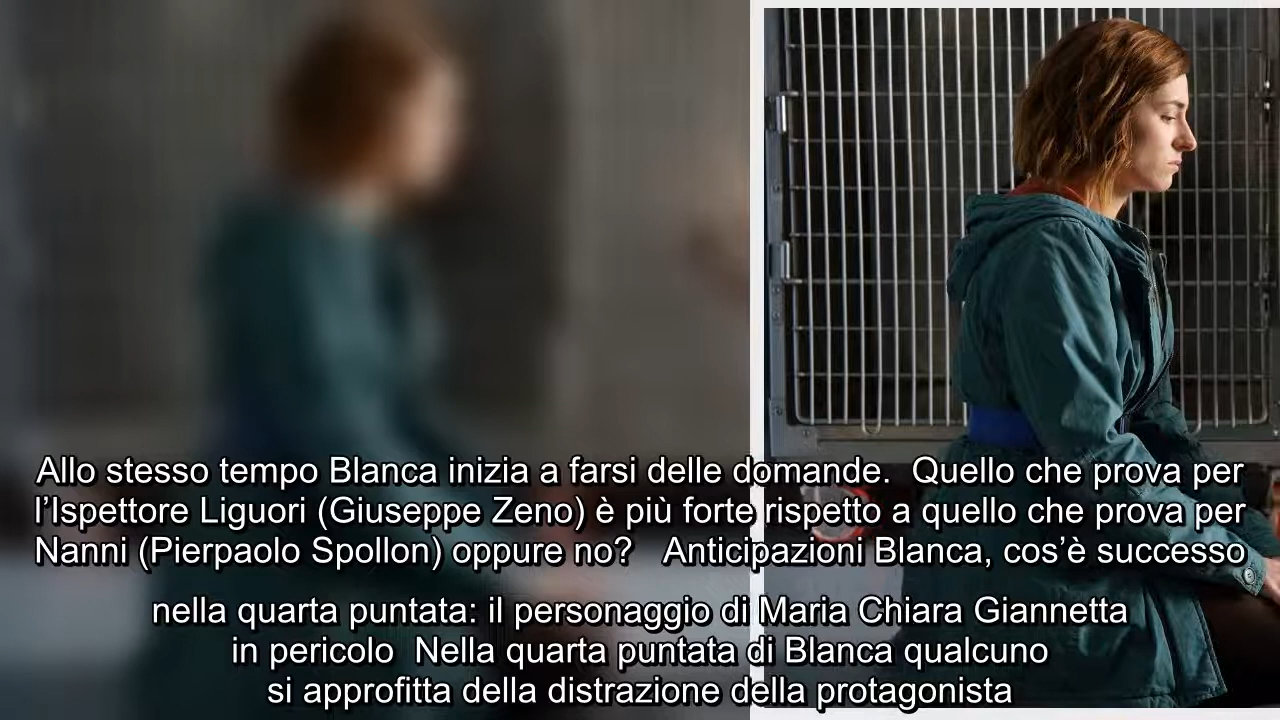 Allo stesso tempo Blanca inizia a farsi delle domande.  Quello che prova per
l’Ispettore Liguori (Giuseppe Zeno) è più forte rispetto a quello che prova per
Nanni (Pierpaolo Spollon) oppure no?   Anticipazioni Blanca, cos’è successo
nella quarta puntata: il personaggio di Maria Chiara Giannetta
in pericolo  Nella quarta puntata di Blanca qualcuno
si approfitta della distrazione della protagonista